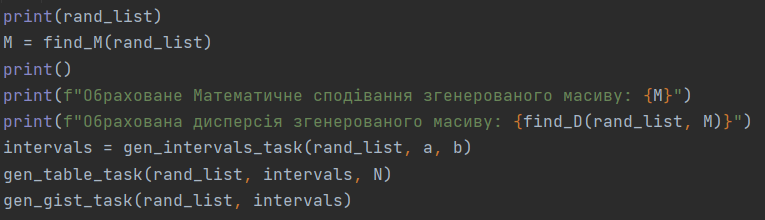 print(rand_list)
M = find_M(rand_list)
print()
print(f"Обраховане Математичне сподівання згенерованого масиву: {M}")
print(f"Обрахована дисперсія згенерованого масиву: {find_D(rand_list, M)}")
intervals = gen_intervals_task(rand_list, a, b)
gen_table_task(rand_list, intervals, N)
gen_gist_task(rand_list, intervals)